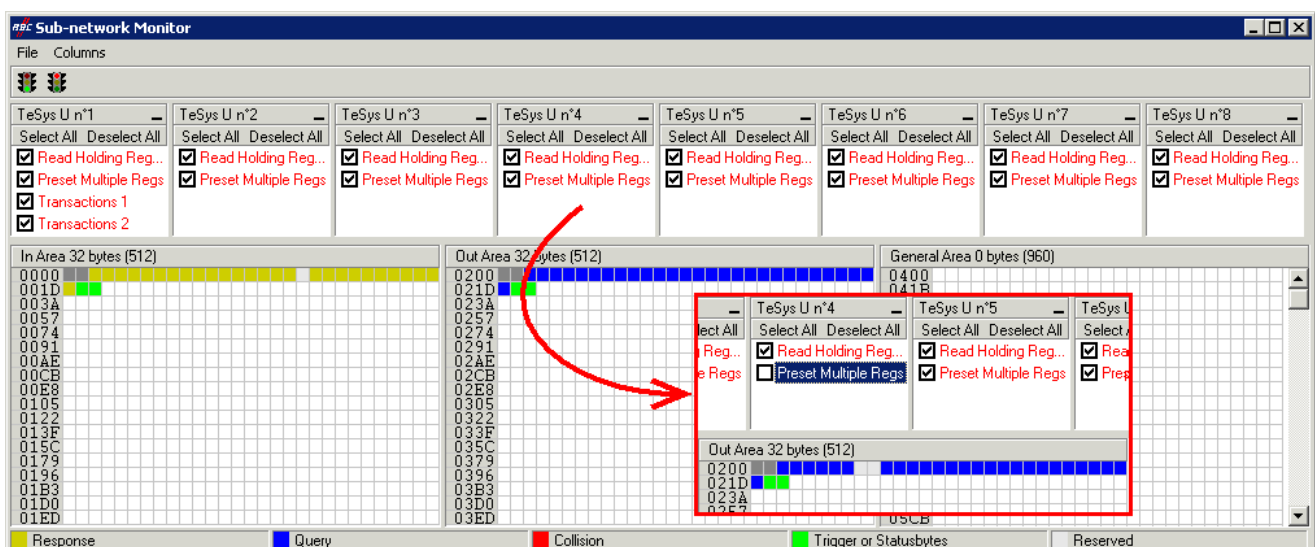 ABC Sub-network Monitor
File Columns
TeSys U n°1 TeSys U n°2 TeSys U n°3 TeSys U n°4 TeSys U n°5 TeSys U n°6 TeSys U n°7 TeSys U n°8
Select All Deselect All Select All Deselect All Select All Deselect All Select All Deselect All Select All Deselect All Select All Deselect All Select All Deselect All Select All Deselect All
Read Holding Reg... Read Holding Reg... Read Holding Reg... Read Holding Reg... Read Holding Reg... Read Holding Reg... Read Holding Reg... Read Holding Reg...
Preset Multiple Regs Preset Multiple Regs Preset Multiple Regs Preset Multiple Regs Preset Multiple Regs Preset Multiple Regs Preset Multiple Regs Preset Multiple Regs
Transactions 1
Transactions 2
In Area 32 bytes (512) Out Area 32 bytes (512) General Area 0 bytes (960)
0000 0200 0400
001D 021D 041B
003A 023A
0057 0257
0074 0274
0091 0291
00AE 02AE
00CB 02CB
00E8 02E8
0105 0305
0122 0322
013F 033F
015C 035C
0179 0379
0196 0396
01B3 03B3
01D0 03D0
01ED 03ED 05CB
TeSys U n°4 TeSys U n°5 TeSys U
lect All Select All Deselect All Select All Deselect All Select
Reg... Read Holding Reg... Read Holding Reg... Rea
e Regs Preset Multiple Regs Preset Multiple Regs Pres
Out Area 32 bytes (512)
0200
021D
023A
0257
Response Query Collision Trigger or Statusbytes Reserved